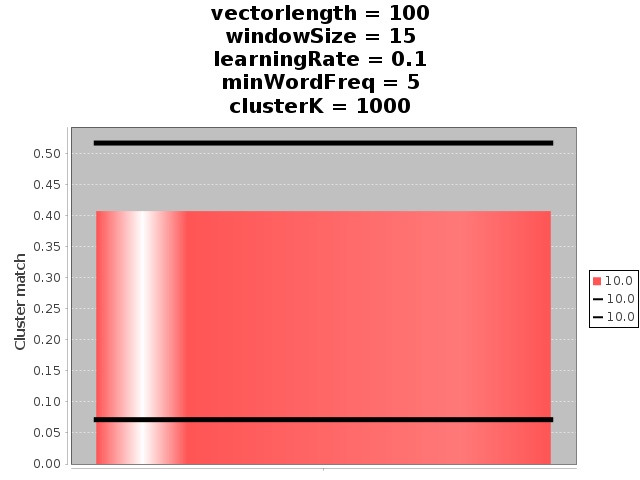 vectorlength = 100
windowSize = 15
learningRate = 0.1
minWordFreq = 5
clusterK = 1000
0.50
0.45
0.40
0.35
0.30
0.25
0.20
0.15
0.10
0.05
0.00
Cluster match
10.0
10.0
10.0